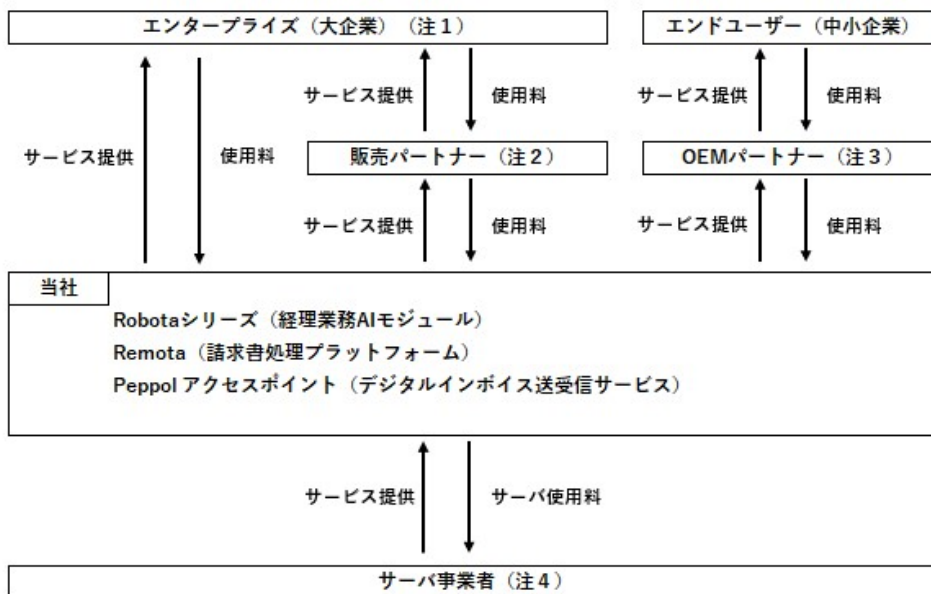 エンタープライズ（大企業）（注１）
エンドユーザー（中小企業）
サービス提供
使用料
サービス提供
使用料
サービス提供
使用料
販売パートナー（注２）
OEMパートナー（注３）
サービス提供
使用料
サービス提供
使用料
当社
Robotaシリーズ（経理業務AIモジュール）
Remota（請求書処理プラットフォーム）
Peppol アクセスポイント（デジタルインボイス送受信サービス）
サービス提供
サーバ使用料
サーバ事業者（注４）